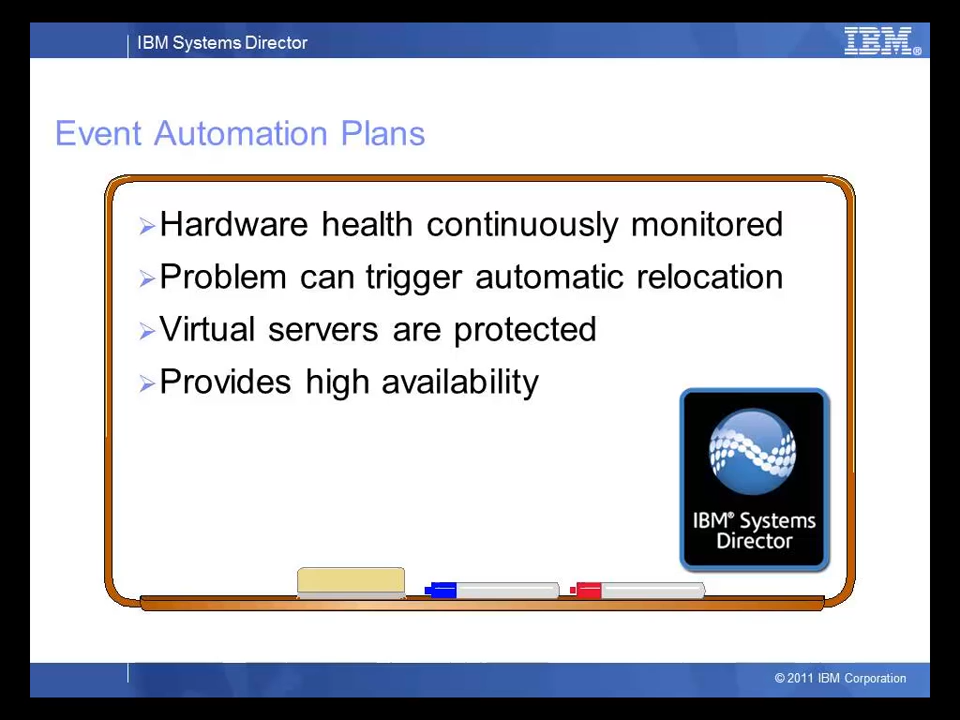 IBM Systems Director
IBM®
Event Automation Plans
Hardware health continuously monitored
Problem can trigger automatic relocation
Virtual servers are protected
Provides high availability
IBM® Systems
Director
© 2011 IBM Corporation